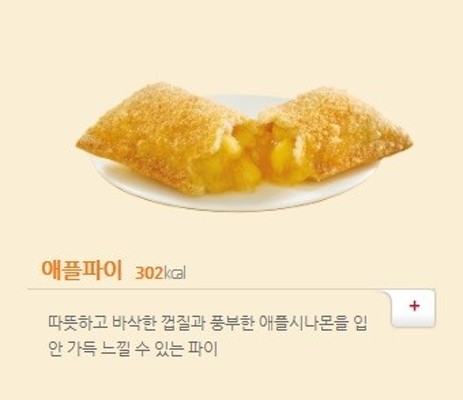 애플파이 302kcal
+
따뜻하고 바삭한 껍질과 풍부한 애플시나몬을 입
안 가득 느낄 수 있는 파이